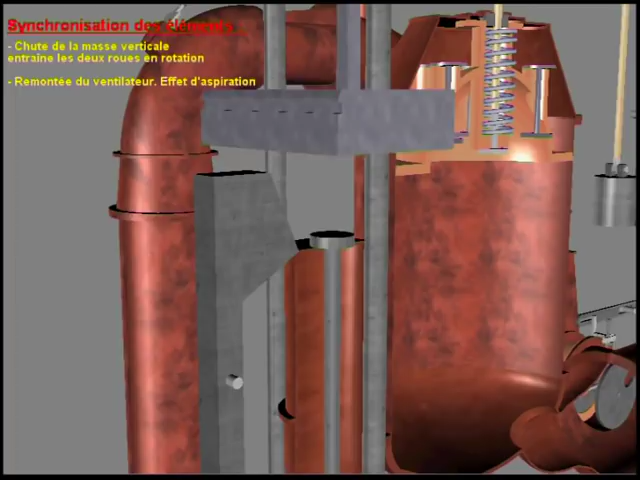 Synchronisation des éléments :
- Chute de la masse verticale
entraine les deux roues en rotation
- Remontée du ventilateur. Effet d'aspiration